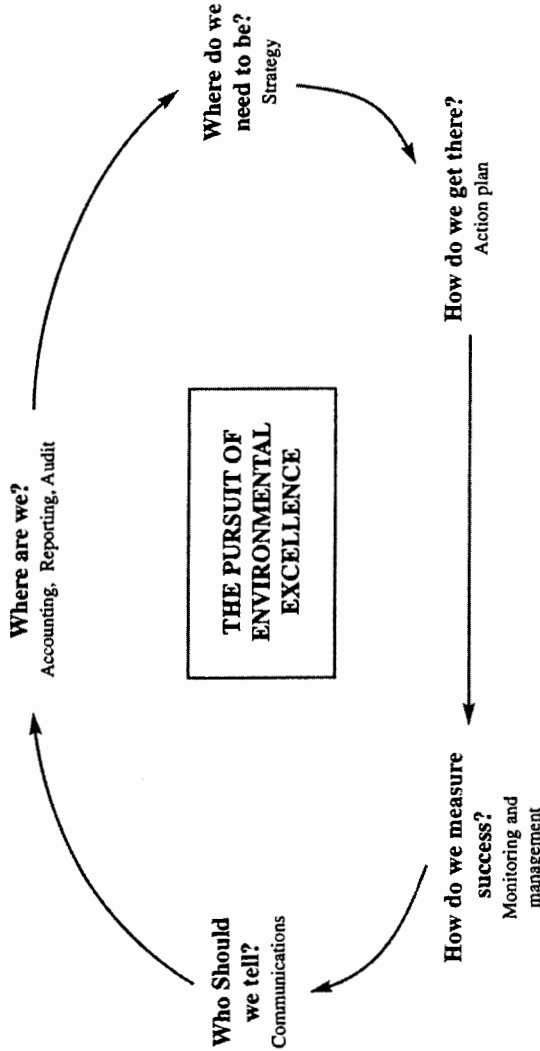 Where are we?
Accounting, Reporting, Audit
Where do we
need to be?
Strategy
How do we get there?
Action plan
How do we measure
success?
Monitoring and
management
Who Should
we tell?
Communications
THE PURSUIT OF
ENVIRONMENTAL
EXCELLENCE